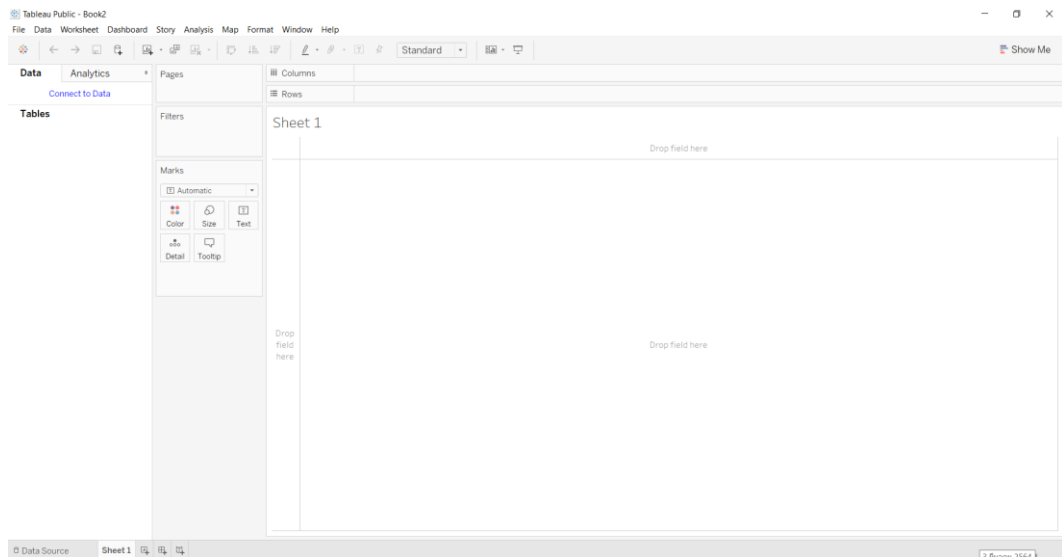 Tableau Public - Book2
File Data Worksheet Dashboard Story Analysis Map Format Window Help
Standard
Show Me
Data Analytics
Connect to Data
Tables
Pages
Filters
Marks
Automatic
Color Size Text
Detail Tooltip
Columns
Rows
Sheet 1
Drop field here
Drop
field
here
Drop field here
Data Source Sheet 1
2564